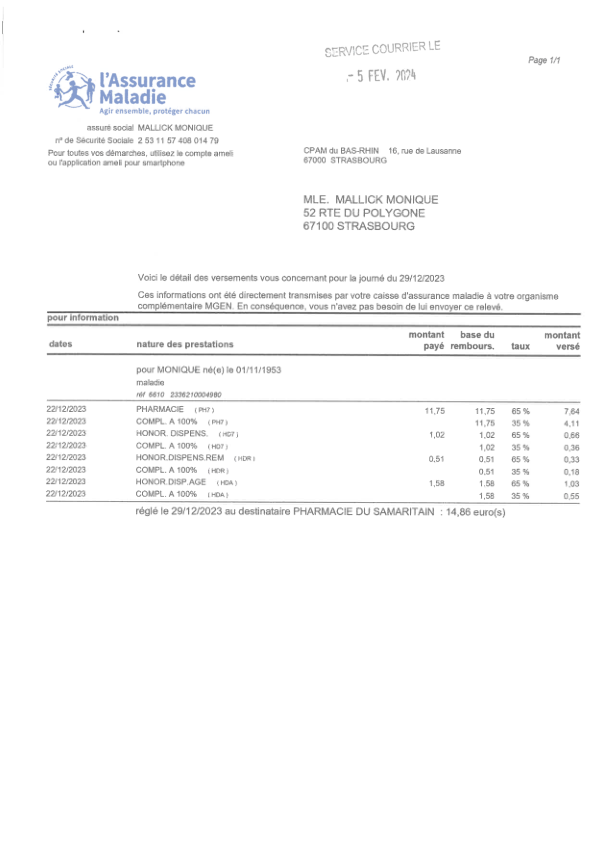 SERVICE COURRIER LE
- 5 FEV. 2024
Page 1/1
SÉCURITÉ SOCIALE
l'Assurance
Maladie
Agir ensemble, protéger chacun
assuré social MALLICK MONIQUE
n° de Sécurité Sociale 2 53 11 57 408 014 79
Pour toutes vos démarches, utilisez le compte ameli
ou l'application ameli pour smartphone
CPAM du BAS-RHIN 16, rue de Lausanne
67000 STRASBOURG
MLE. MALLICK MONIQUE
52 RTE DU POLYGONE
67100 STRASBOURG
Voici le détail des versements vous concernant pour la journée du 29/12/2023
Ces informations ont été directement transmises par votre caisse d'assurance maladie à votre organisme
complémentaire MGEN. En conséquence, vous n'avez pas besoin de lui envoyer ce relevé.
pour information
dates nature des prestations montant payé base du rembours. taux montant versé
pour MONIQUE né(e) le 01/11/1953
maladie
réf 6610 2336210004980
22/12/2023 PHARMACIE (PH7) 11,75 11,75 65 % 7,64
22/12/2023 COMPL. A 100% (PH7) 11,75 35 % 4,11
22/12/2023 HONOR. DISPENS. (HD7) 1,02 1,02 65 % 0,66
22/12/2023 COMPL. A 100% (HD7) 1,02 35 % 0,36
22/12/2023 HONOR.DISPENS.REM (HDR) 0,51 0,51 65 % 0,33
22/12/2023 COMPL. A 100% (HDR) 0,51 35 % 0,18
22/12/2023 HONOR.DISP.AGE (HDA) 1,58 1,58 65 % 1,03
22/12/2023 COMPL. A 100% (HDA) 1,58 35 % 0,55
réglé le 29/12/2023 au destinataire PHARMACIE DU SAMARITAIN : 14,86 euro(s)